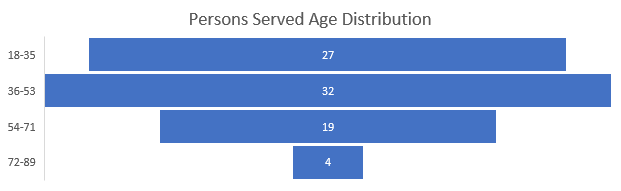 Persons Served Age Distribution
18-35 27
36-53 32
54-71 19
72-89 4